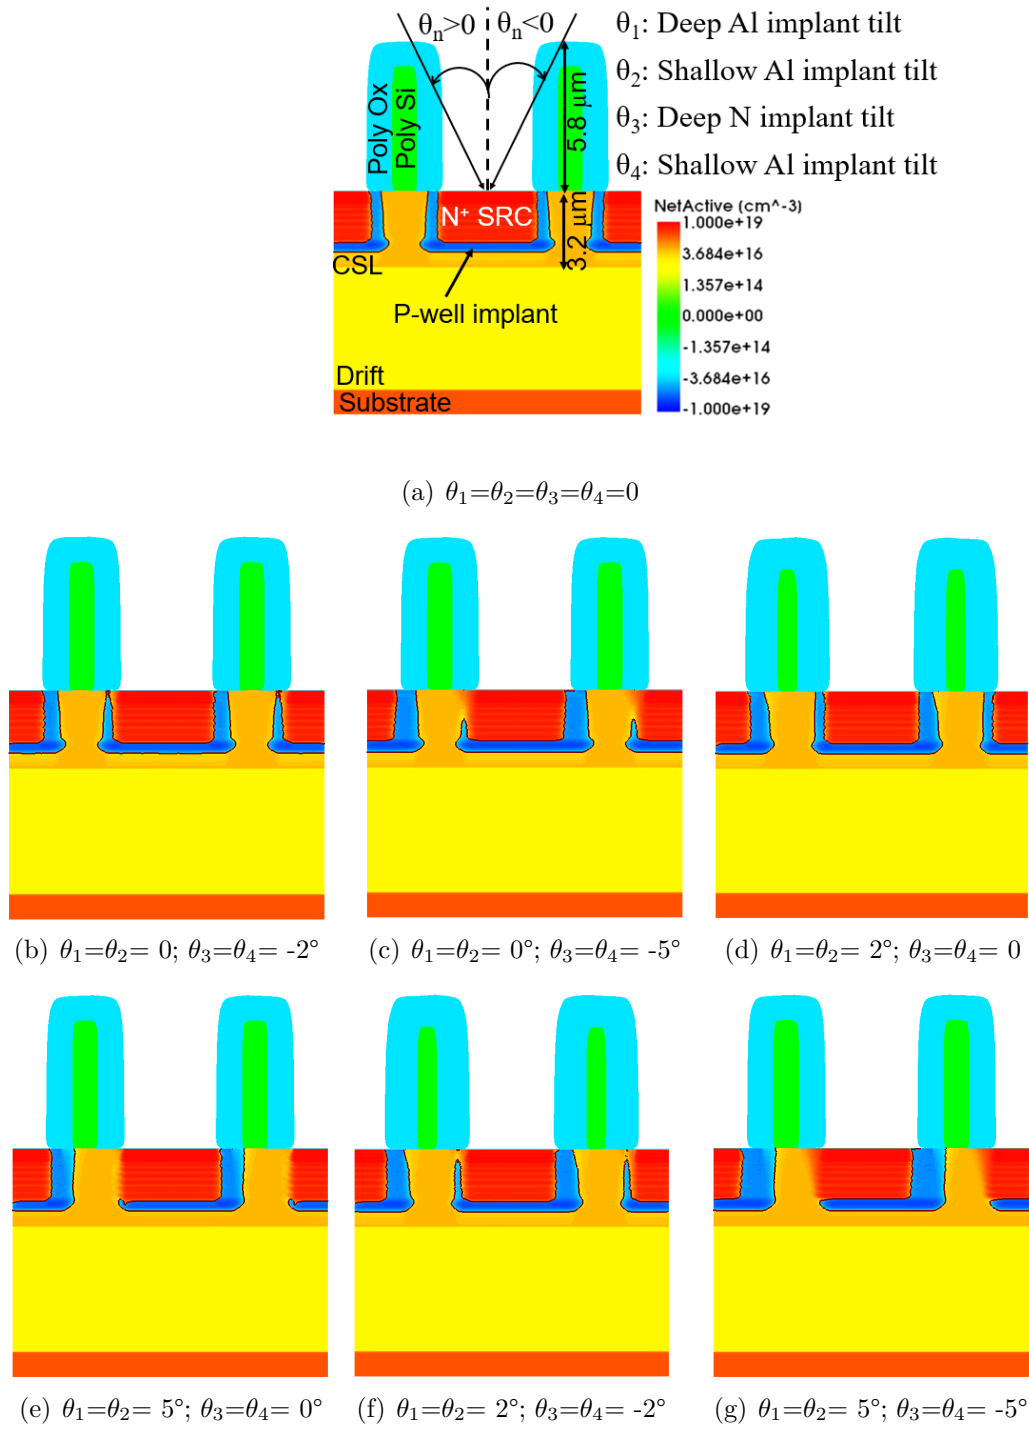 θn>0 θn<0
θ1: Deep Al implant tilt
θ2: Shallow Al implant tilt
θ3: Deep N implant tilt
θ4: Shallow Al implant tilt
Poly Ox
Poly Si
5.8 μm
N+ SRC
3.2 μm
CSL
P-well implant
Drift
Substrate
NetActive (cm^-3)
1.000e+19
3.684e+16
1.357e+14
0.000e+00
-1.357e+14
-3.684e+16
-1.000e+19
(a) θ1=θ2=θ3=θ4=0
(b) θ1=θ2= 0; θ3=θ4= -2°
(c) θ1=θ2= 0°; θ3=θ4= -5°
(d) θ1=θ2= 2°; θ3=θ4= 0
(e) θ1=θ2= 5°; θ3=θ4= 0°
(f) θ1=θ2= 2°; θ3=θ4= -2°
(g) θ1=θ2= 5°; θ3=θ4= -5°